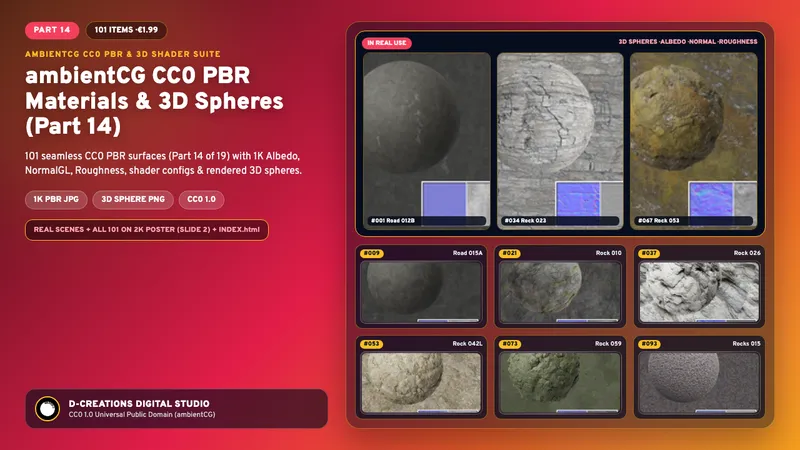 PART 14
101 ITEMS ·€1.99
AMBIENTCG CC0 PBR & 3D SHADER SUITE
ambientCG CC0 PBR
Materials & 3D Spheres
(Part 14)
101 seamless CC0 PBR surfaces (Part 14 of 19) with 1K Albedo,
NormalGL, Roughness, shader configs & rendered 3D spheres.
1K PBR JPG
3D SPHERE PNG
CC0 1.0
REAL SCENES + ALL 101 ON 2K POSTER (SLIDE 2) + INDEX.html
D-CREATIONS DIGITAL STUDIO
CC0 1.0 Universal Public Domain (ambientCG)
IN REAL USE
3D SPHERES ·ALBEDO ·NORMAL ·ROUGHNESS
#001 Road 012B
#034 Rock 023
#067 Rock 053
#009
Road 015A
#021
Rock 010
#037
Rock 026
#053
Rock 042L
#073
Rock 059
#093
Rocks 015